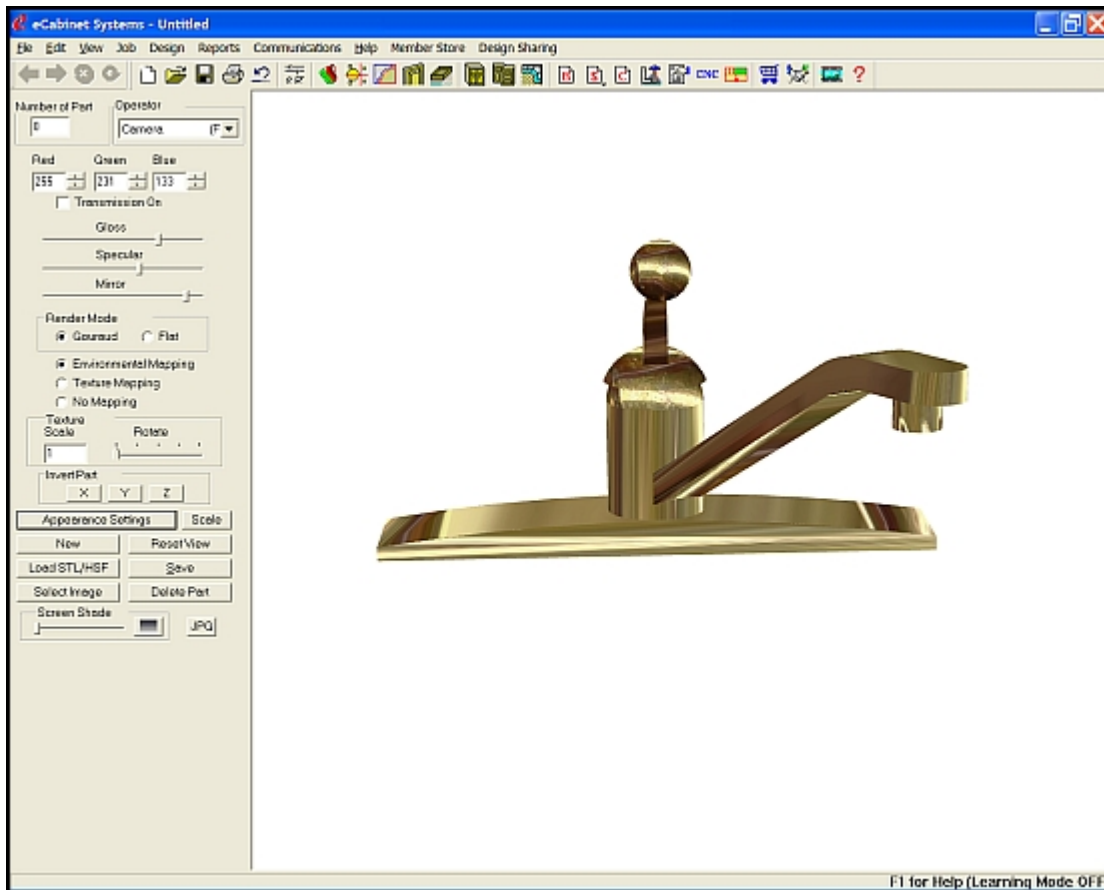 eCabinet Systems - Untitled
File Edit View Job Design Reports Communications Help Member Store Design Sharing
CNC ?
Number of Part Operator
0 Camera (F
Red Green Blue
255 231 133
Transmission On
Gloss
Specular
Mirror
Render Mode
Gouraud Flat
Environmental Mapping
Texture Mapping
No Mapping
Texture
Scale Rotate
1
Invert Part
X Y Z
Appearance Settings Scale
New Reset View
Load STL/HSF Save
Select Image Delete Part
Screen Shade
JPG
F1 for Help (Learning Mode OFF